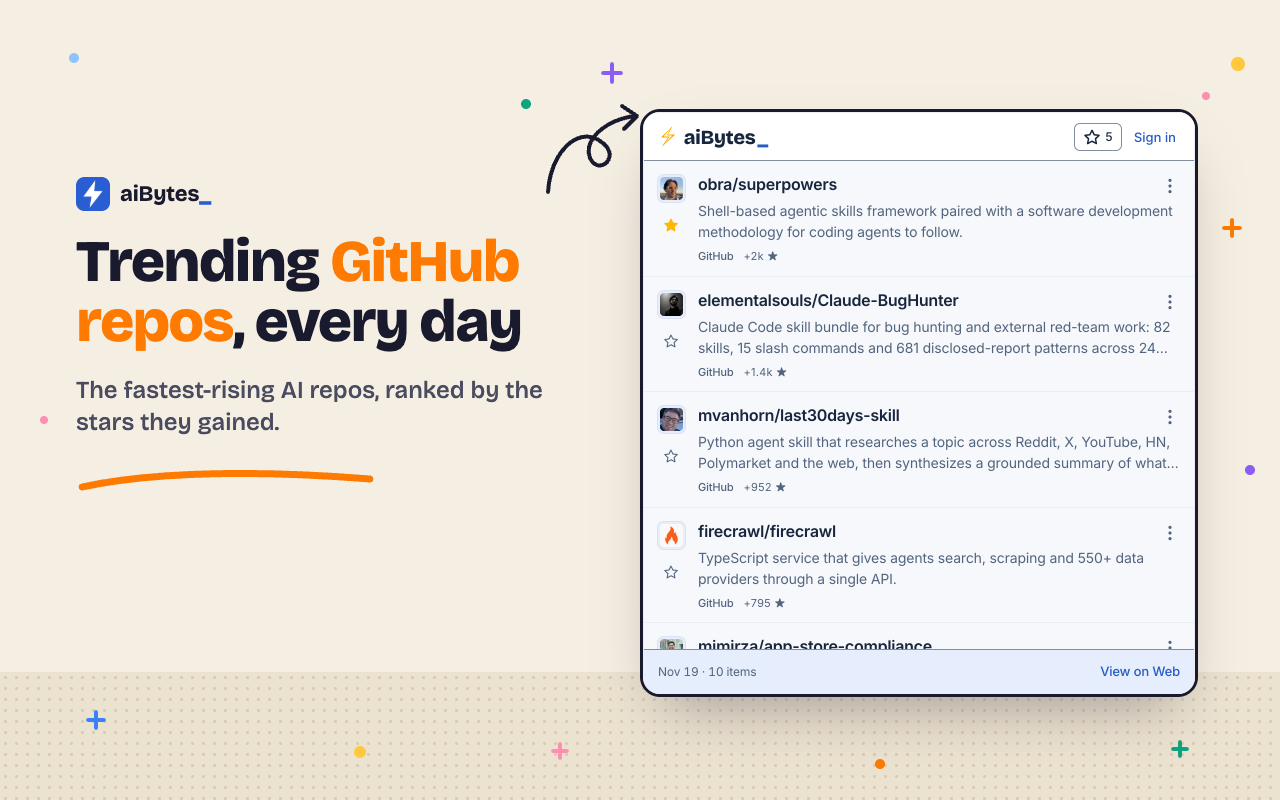 aiBytes_
Trending GitHub
repos, every day
The fastest-rising AI repos, ranked by the
stars they gained.
aiBytes_
5
Sign in
obra/superpowers
Shell-based agentic skills framework paired with a software development
methodology for coding agents to follow.
GitHub +2k ★
elementalsouls/Claude-BugHunter
Claude Code skill bundle for bug hunting and external red-team work: 82
skills, 15 slash commands and 681 disclosed-report patterns across 24...
GitHub +1.4k ★
mvanhorn/last30days-skill
Python agent skill that researches a topic across Reddit, X, YouTube, HN,
Polymarket and the web, then synthesizes a grounded summary of what...
GitHub +952 ★
firecrawl/firecrawl
TypeScript service that gives agents search, scraping and 550+ data
providers through a single API.
GitHub +795 ★
mimirza/app-store-compliance
Nov 19 · 10 items
View on Web